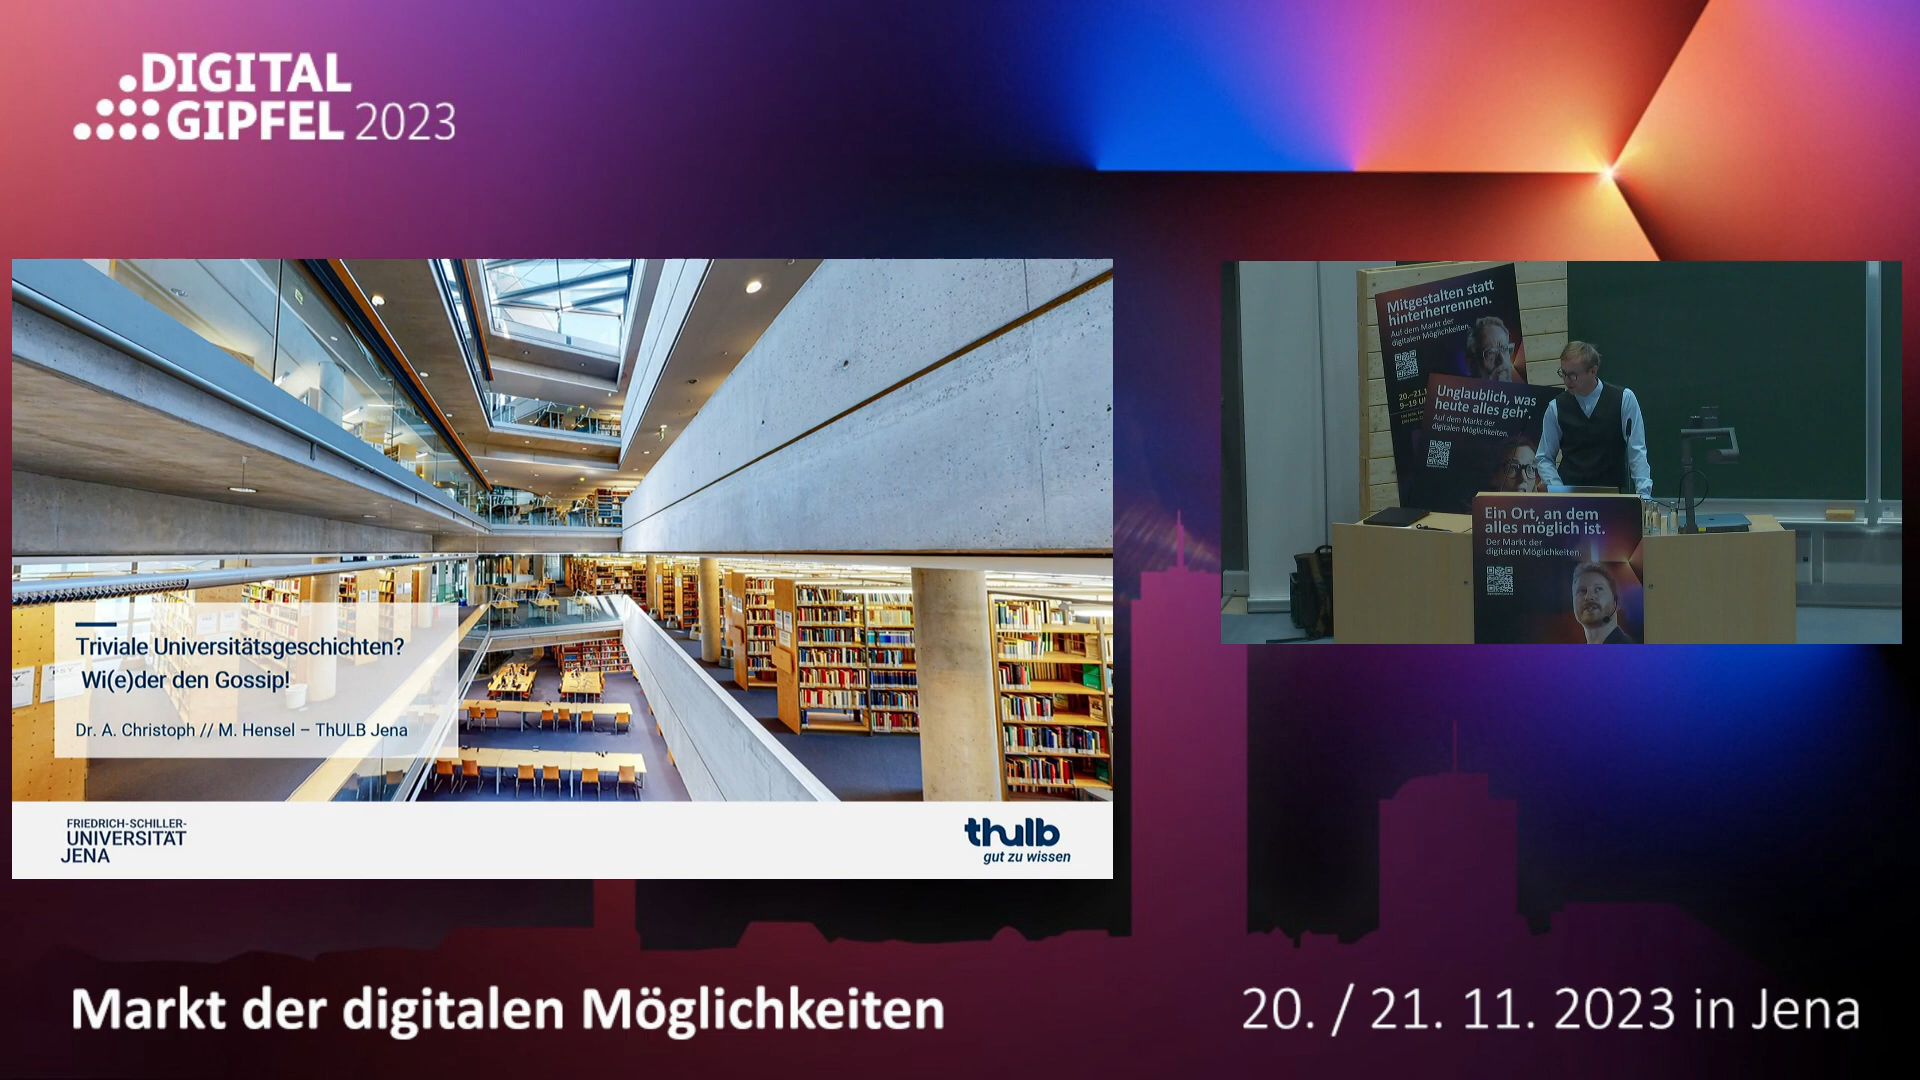 DIGITAL
GIPFEL 2023
Triviale Universitätsgeschichten?
Wi(e)der den Gossip!
Dr. A. Christoph // M. Hensel – ThULB Jena
FRIEDRICH-SCHILLER-
UNIVERSITÄT
JENA
thulb
gut zu wissen
Mitgestalten statt
hinterherrennen.
Auf dem Markt der
digitalen Möglichkeiten.
Unglaublich, was
heute alles geht.
Auf dem Markt der
digitalen Möglichkeiten.
Ein Ort, an dem
alles möglich ist.
Der Markt der
digitalen Möglichkeiten.
Markt der digitalen Möglichkeiten
20. / 21. 11. 2023 in Jena